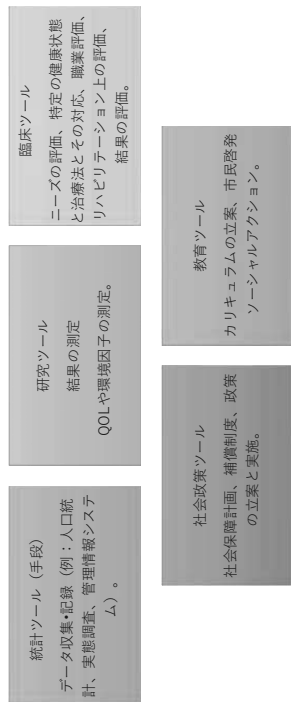 統計ツール（手段）
データ収集•記録（例：人口統
計、実態調査、管理情報システ
ム）。
研究ツール
結果の測定
QOLや環境因子の測定。
臨床ツール
ニーズの評価、特定の健康状態
と治療法とその対応、職業評価、
リハビリテーション上の評価、
結果の評価。
社会政策ツール
社会保障計画、補償制度、政策
の立案と実施。
教育ツール
カリキュラムの立案、市民啓発
ソーシャルアクション。